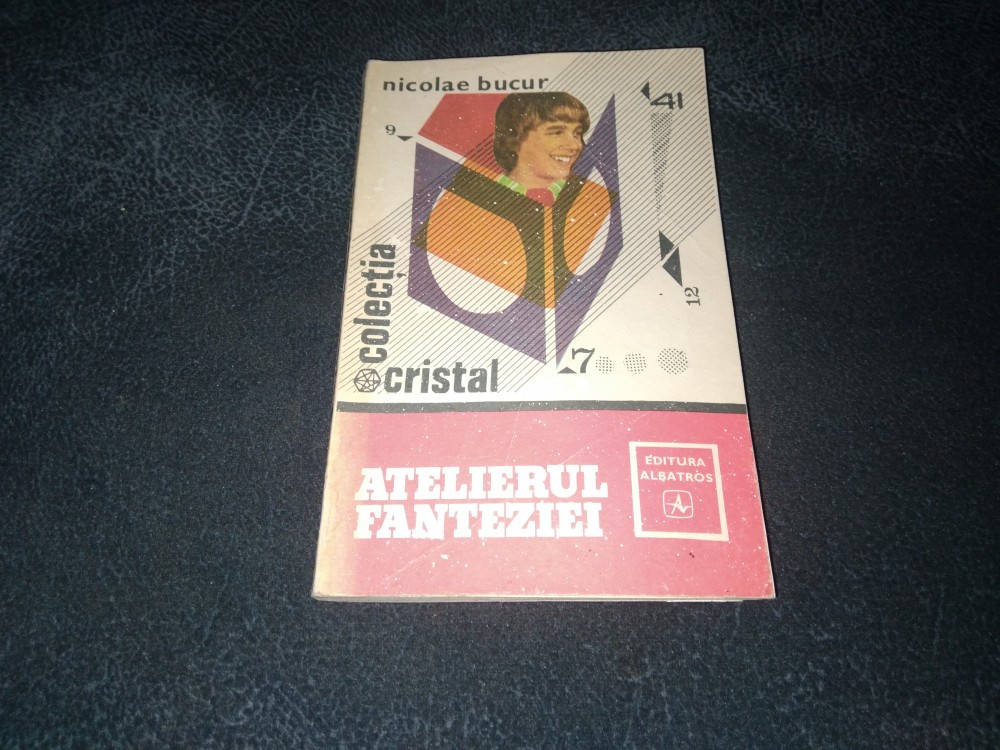 nicolae bucur
9
41
12
7
colecția
cristal
ATELIERUL
FANTEZIEI
EDITURA
ALBATROS